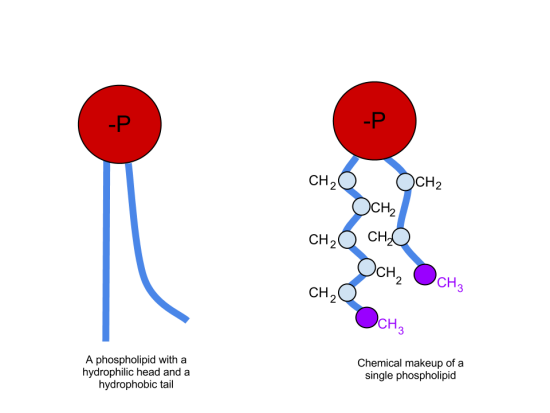 -P
A phospholipid with a
hydrophilic head and a
hydrophobic tail
-P
CH2
CH2
CH2
CH2
CH2
CH2
CH2
CH3
CH3
Chemical makeup of a
single phospholipid